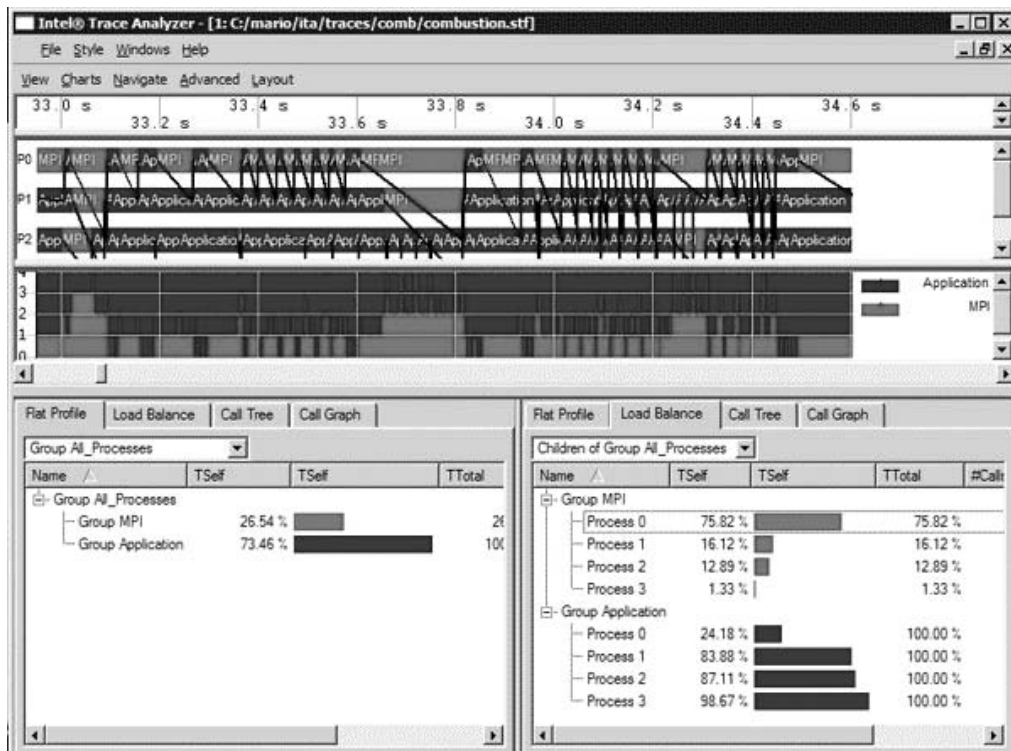 Intel® Trace Analyzer - [1: C:/mario/ita/traces/comb/combustion.stf]
File Style Windows Help
View Charts Navigate Advanced Layout
33.0 s 33.4 s 33.8 s 34.2 s 34.6 s
33.2 s 33.6 s 34.0 s 34.4 s
P0
P1
P2
Application
MPI
3
2
1
0
Flat Profile Load Balance Call Tree Call Graph
Group All_Processes
Name TSelf TSelf TTotal
Group All_Processes
Group MPI 26.54 % 26
Group Application 73.46 % 100
Flat Profile Load Balance Call Tree Call Graph
Children of Group All_Processes
Name TSelf TSelf TTotal #Calls
Group MPI
Process 0 75.82 % 75.82 %
Process 1 16.12 % 16.12 %
Process 2 12.89 % 12.89 %
Process 3 1.33 % 1.33 %
Group Application
Process 0 24.18 % 100.00 %
Process 1 83.88 % 100.00 %
Process 2 87.11 % 100.00 %
Process 3 98.67 % 100.00 %